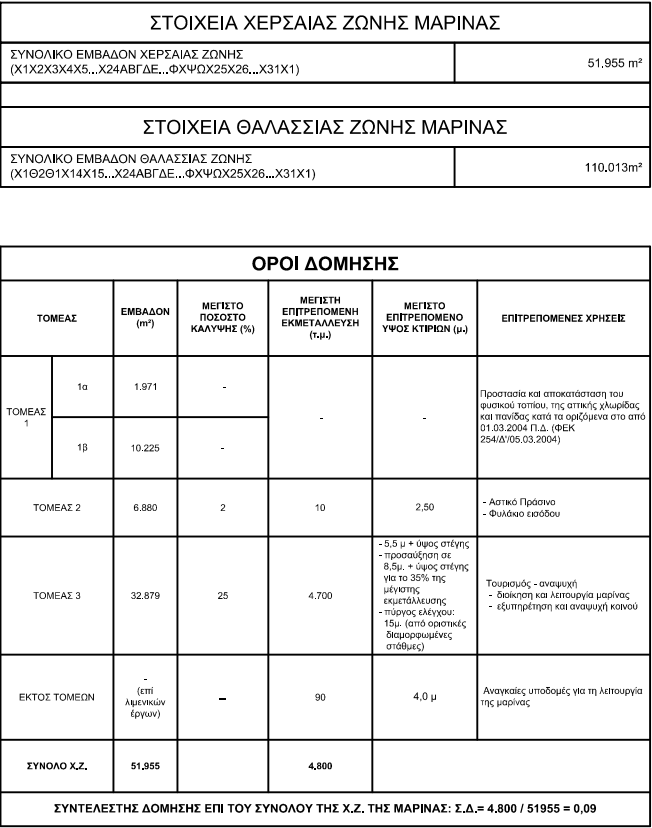 ΣΤΟΙΧΕΙΑ ΧΕΡΣΑΙΑΣ ΖΩΝΗΣ ΜΑΡΙΝΑΣ
ΣΥΝΟΛΙΚΟ ΕΜΒΑΔΟΝ ΧΕΡΣΑΙΑΣ ΖΩΝΗΣ
(Χ1Χ2Χ3Χ4Χ5...Χ24ΑΒΓΔΕ...ΦΧΨΩΧ25Χ26...Χ31Χ1)
51.955 m²
ΣΤΟΙΧΕΙΑ ΘΑΛΑΣΣΙΑΣ ΖΩΝΗΣ ΜΑΡΙΝΑΣ
ΣΥΝΟΛΙΚΟ ΕΜΒΑΔΟΝ ΘΑΛΑΣΣΙΑΣ ΖΩΝΗΣ
(Χ1Θ2Θ1Χ14Χ15...Χ24ΑΒΓΔΕ...ΦΧΨΩΧ25Χ26...Χ31Χ1)
110.013m²
ΟΡΟΙ ΔΟΜΗΣΗΣ
ΤΟΜΕΑΣ
ΕΜΒΑΔΟΝ
(m²)
ΜΕΓΙΣΤΟ
ΠΟΣΟΣΤΟ
ΚΑΛΥΨΗΣ (%)
ΜΕΓΙΣΤΗ
ΕΠΙΤΡΕΠΟΜΕΝΗ
ΕΚΜΕΤΑΛΛΕΥΣΗ
(τ.μ.)
ΜΕΓΙΣΤΟ
ΕΠΙΤΡΕΠΟΜΕΝΟ
ΥΨΟΣ ΚΤΙΡΙΩΝ (μ.)
ΕΠΙΤΡΕΠΟΜΕΝΕΣ ΧΡΗΣΕΙΣ
ΤΟΜΕΑΣ
1
1α
1.971
-
1β
10.225
-
-
-
Προστασία και αποκατάσταση του
φυσικού τοπίου, της αττικής χλωρίδας
και πανίδας κατά τα οριζόμενα στο από
01.03.2004 Π.Δ. (ΦΕΚ
254/Δ'/05.03.2004)
ΤΟΜΕΑΣ 2
6.880
2
10
2,50
- Αστικό Πράσινο
- Φυλάκιο εισόδου
ΤΟΜΕΑΣ 3
32.879
25
4.700
- 5,5 μ + ύψος στέγης
- προσαύξηση σε
8,5μ. + ύψος στέγης
για το 35% της
μέγιστης
εκμετάλλευσης
- πύργος ελέγχου:
15μ. (από οριστικές
διαμορφωμένες
στάθμες)
Τουρισμός - αναψυχή
- διοίκηση και λειτουργία μαρίνας
- εξυπηρέτηση και αναψυχή κοινού
ΕΚΤΟΣ ΤΟΜΕΩΝ
-
(επί
λιμενικών
έργων)
–
90
4,0 μ
Αναγκαίες υποδομές για τη λειτουργία
της μαρίνας
ΣΥΝΟΛΟ Χ.Ζ.
51.955
4.800
ΣΥΝΤΕΛΕΣΤΗΣ ΔΟΜΗΣΗΣ ΕΠΙ ΤΟΥ ΣΥΝΟΛΟΥ ΤΗΣ Χ.Ζ. ΤΗΣ ΜΑΡΙΝΑΣ: Σ.Δ.= 4.800 / 51955 = 0,09